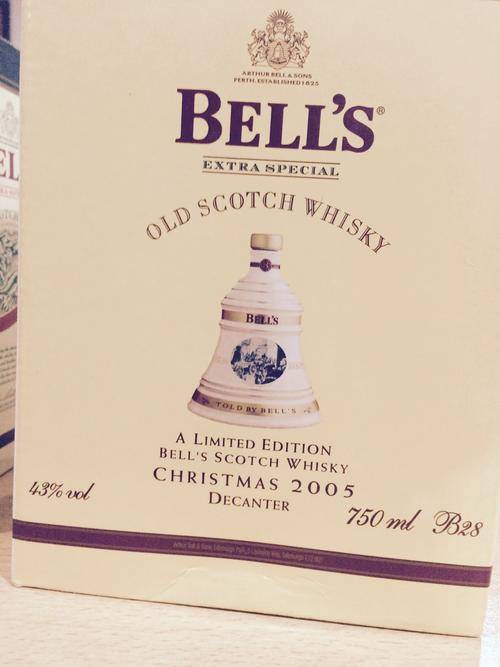 ARTHUR BELL & SONS
PERTH. ESTABLISHED 1825
BELL'S®
EXTRA SPECIAL
OLD SCOTCH WHISKY
BELL'S
TOLD BY BELL'S
A LIMITED EDITION
BELL'S SCOTCH WHISKY
CHRISTMAS 2005
DECANTER
43% vol
750 ml B28
EL